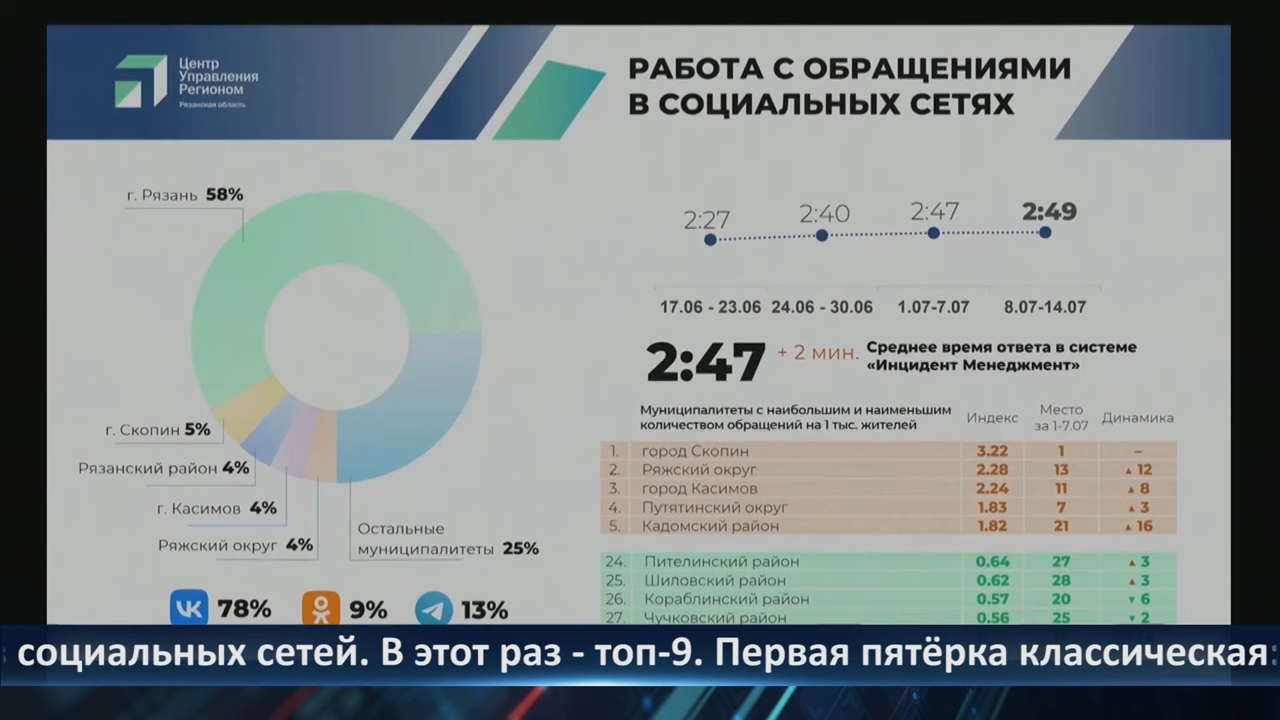 Центр
Управления
Регионом
Рязанская область
РАБОТА С ОБРАЩЕНИЯМИ
В СОЦИАЛЬНЫХ СЕТЯХ
г. Рязань 58%
г. Скопин 5%
Рязанский район 4%
г. Касимов 4%
Ряжский округ 4%
Остальные
муниципалитеты 25%
78% 9% 13%
2:27 2:40 2:47 2:49
17.06 - 23.06 24.06 - 30.06 1.07-7.07 8.07-14.07
2:47 + 2 мин. Среднее время ответа в системе
«Инцидент Менеджмент»
Муниципалитеты с наибольшим и наименьшим
количеством обращений на 1 тыс. жителей
Индекс
Место
за 1-7.07
Динамика
1. город Скопин 3.22 1 –
2. Ряжский округ 2.28 13 ▲ 12
3. город Касимов 2.24 11 ▲ 8
4. Путятинский округ 1.83 7 ▲ 3
5. Кадомский район 1.82 21 ▲ 16
24. Пителинский район 0.64 27 ▲ 3
25. Шиловский район 0.62 28 ▲ 3
26. Кораблинский район 0.57 20 ▼ 6
27. Чучковский район 0.56 25 ▼ 2
социальных сетей. В этот раз - топ-9. Первая пятёрка классическая: